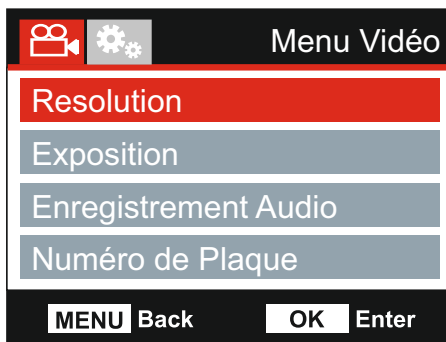 Menu Vidéo
Resolution
Exposition
Enregistrement Audio
Numéro de Plaque
MENU Back OK Enter